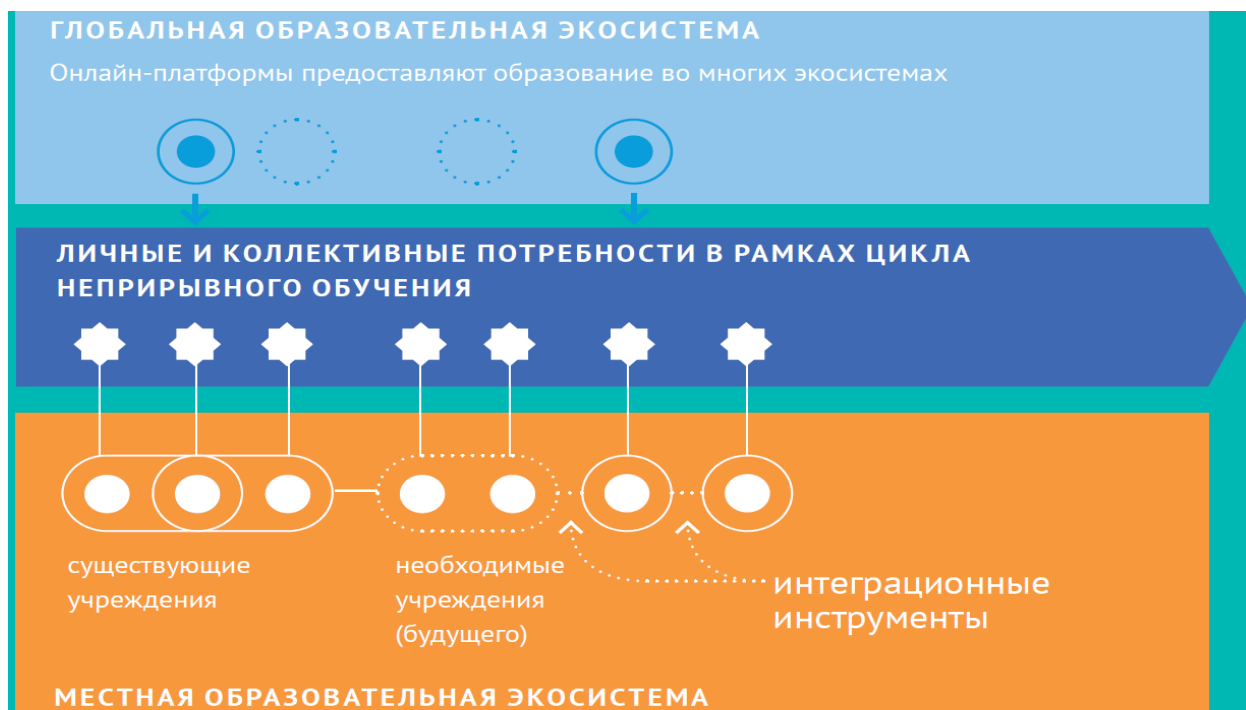 ГЛОБАЛЬНАЯ ОБРАЗОВАТЕЛЬНАЯ ЭКОСИСТЕМА
Онлайн-платформы предоставляют образование во многих экосистемах
ЛИЧНЫЕ И КОЛЛЕКТИВНЫЕ ПОТРЕБНОСТИ В РАМКАХ ЦИКЛА
НЕПРИРЫВНОГО ОБУЧЕНИЯ
существующие
учреждения
необходимые
учреждения
(будущего)
интеграционные
инструменты
МЕСТНАЯ ОБРАЗОВАТЕЛЬНАЯ ЭКОСИСТЕМА